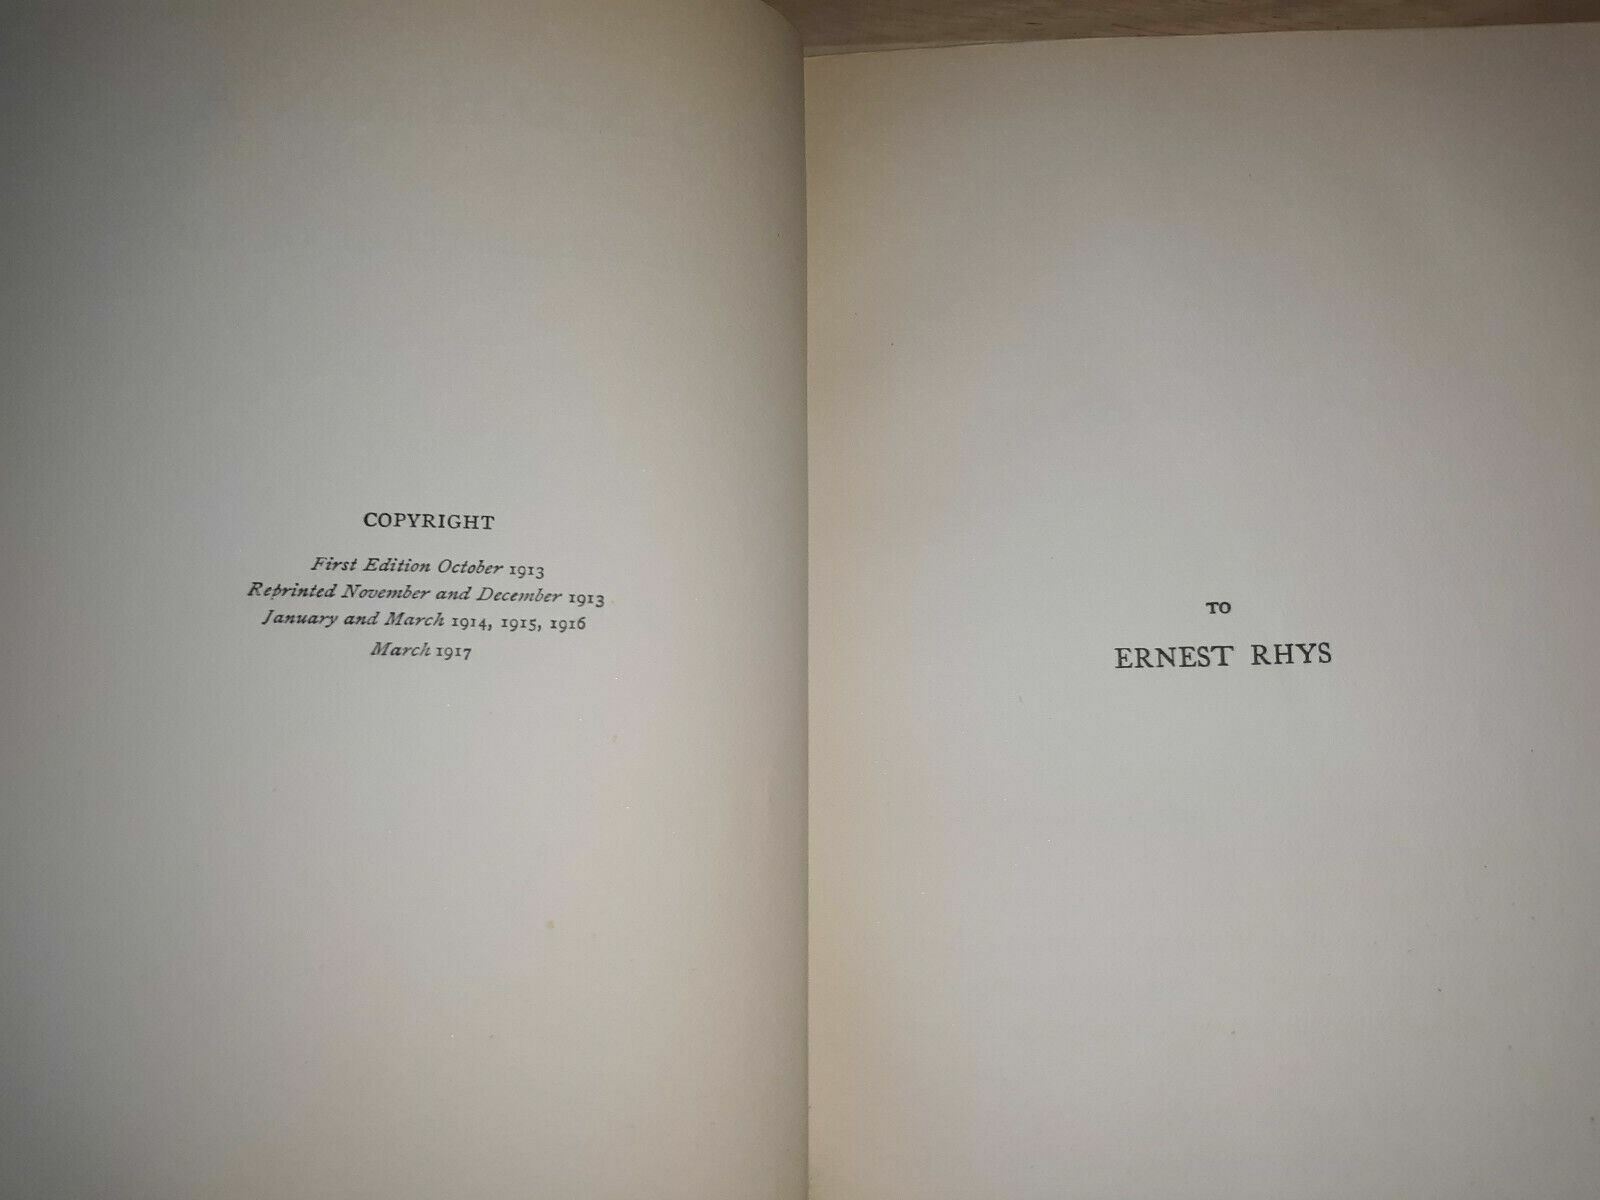 COPYRIGHT
First Edition October 1913
Reprinted November and December 1913
January and March 1914, 1915, 1916
March 1917
TO
ERNEST RHYS